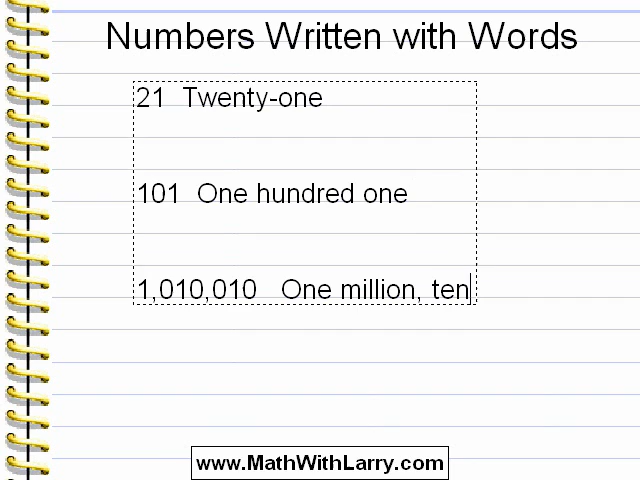 Numbers Written with Words
21 Twenty-one
101 One hundred one
1,010,010 One million, ten
www.MathWithLarry.com